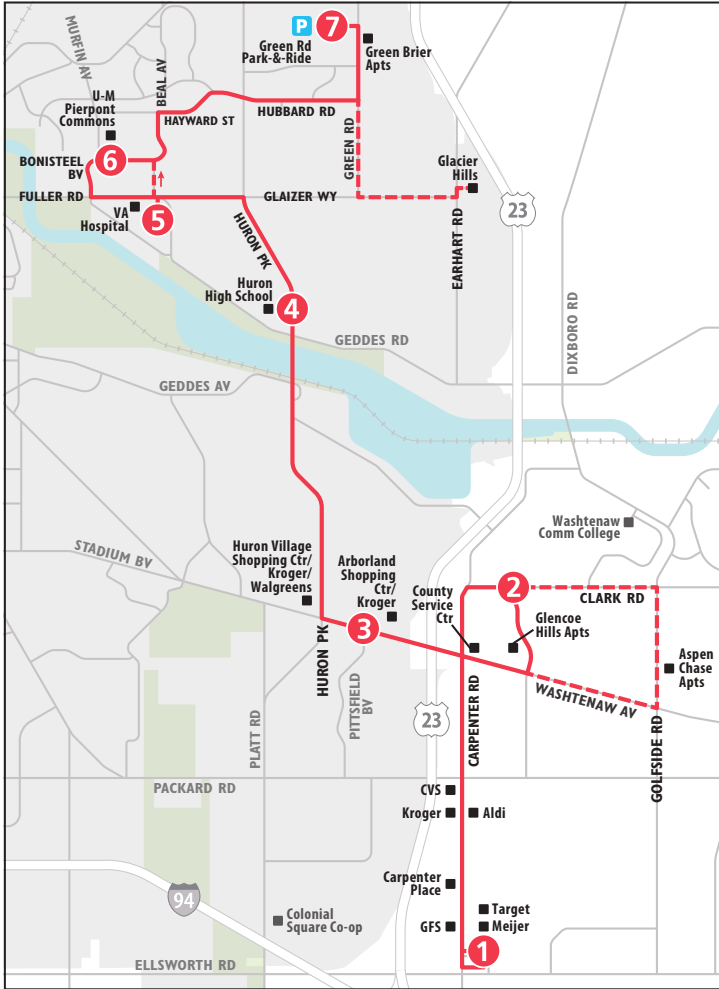 MURFIN AV
BEAL AV
P
7
Green Rd
Park-&-Ride
Green Brier
Apts
U-M
Pierpont
Commons
HAYWARD ST
HUBBARD RD
GREEN RD
BONISTEEL
BV
6
Glacier
Hills
FULLER RD
GLAIZER WY
23
VA
Hospital
5
HURON PK
EARHART RD
Huron
High School
4
GEDDES RD
DIXBORO RD
GEDDES AV
Washtenaw
Comm College
STADIUM BV
Huron Village
Shopping Ctr/
Kroger/
Walgreens
Arborland
Shopping
Ctr/
Kroger
County
Service
Ctr
2
CLARK RD
Glencoe
Hills Apts
3
HURON PK
PITTSFIELD
BV
PLATT RD
23
CARPENTER RD
WASHTENAW AV
Aspen
Chase
Apts
GOLFSIDE RD
PACKARD RD
CVS
Kroger
Aldi
Carpenter
Place
94
Colonial
Square Co-op
Target
GFS
Meijer
1
ELLSWORTH RD